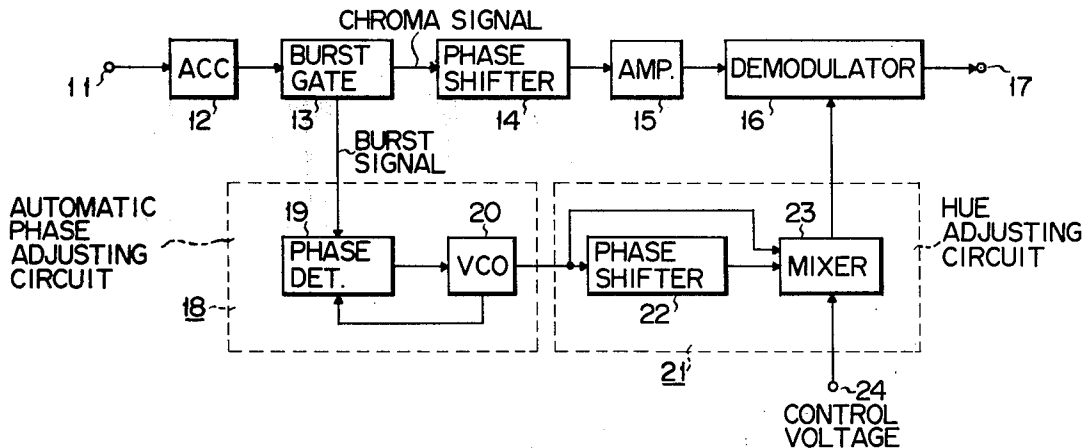 CHROMA SIGNAL
11
ACC
12
BURST
GATE
13
PHASE
SHIFTER
14
AMP.
15
DEMODULATOR
16
17
BURST
SIGNAL
AUTOMATIC
PHASE
ADJUSTING
CIRCUIT
18
19
PHASE
DET.
20
VCO
PHASE
SHIFTER
22
23
MIXER
HUE
ADJUSTING
CIRCUIT
21
24
CONTROL
VOLTAGE